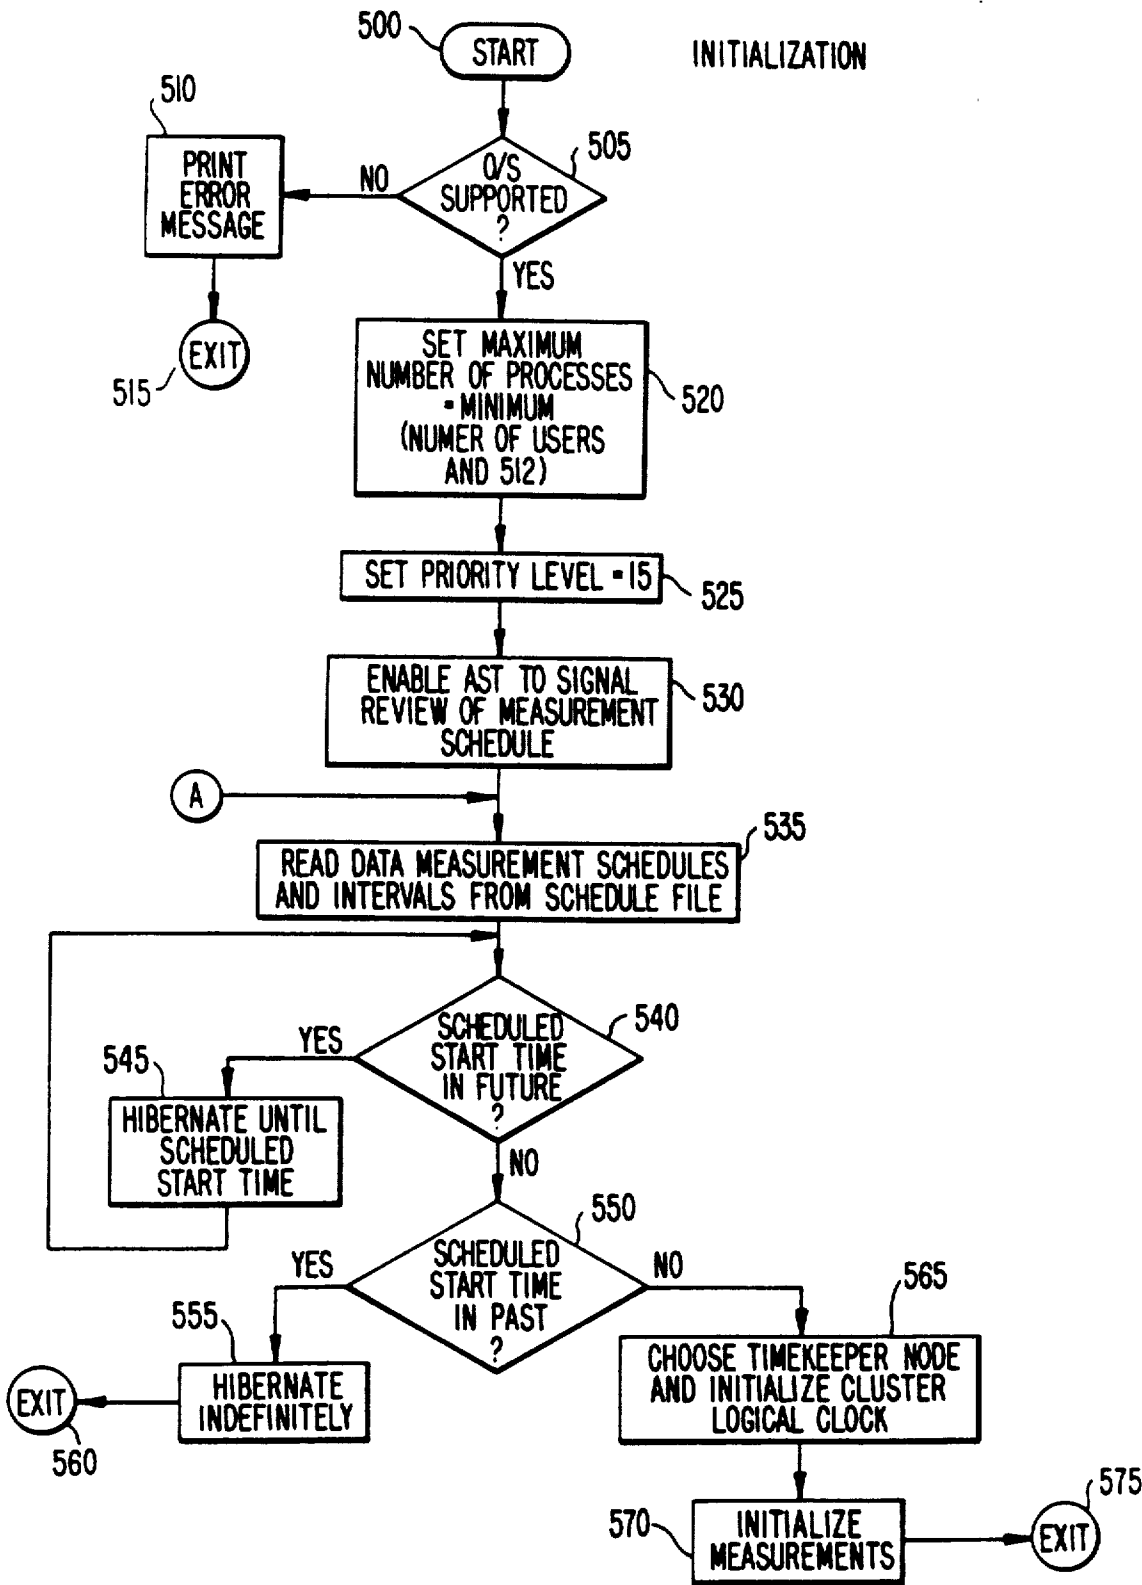 500
START
INITIALIZATION
510
505
PRINT
ERROR
MESSAGE
NO
O/S
SUPPORTED
?
YES
EXIT
515
SET MAXIMUM
NUMBER OF PROCESSES
= MINIMUM
(NUMER OF USERS
AND 512)
520
SET PRIORITY LEVEL = 15
525
ENABLE AST TO SIGNAL
REVIEW OF MEASUREMENT
SCHEDULE
530
A
535
READ DATA MEASUREMENT SCHEDULES
AND INTERVALS FROM SCHEDULE FILE
540
YES
SCHEDULED
START TIME
IN FUTURE
?
545
HIBERNATE UNTIL
SCHEDULED
START TIME
NO
550
YES
SCHEDULED
START TIME
IN PAST
?
NO
565
555
HIBERNATE
INDEFINITELY
EXIT
560
CHOOSE TIMEKEEPER NODE
AND INITIALIZE CLUSTER
LOGICAL CLOCK
575
570
INITIALIZE
MEASUREMENTS
EXIT